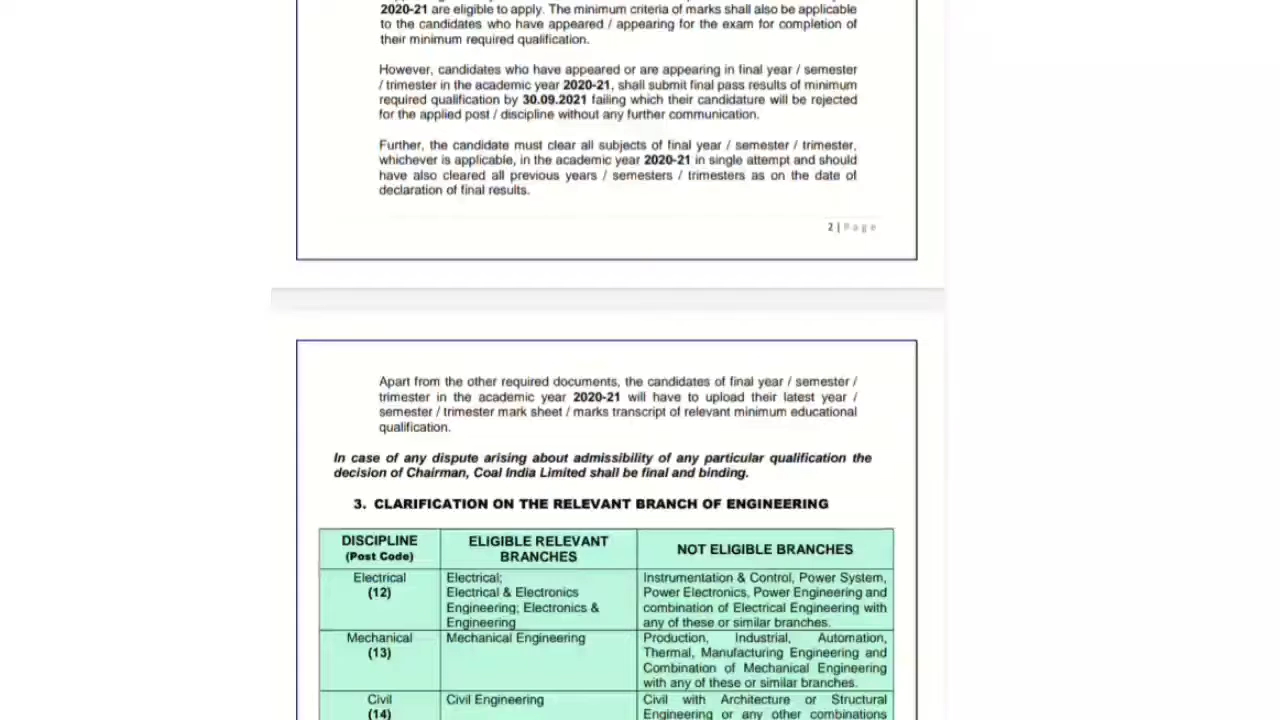 2020-21 are eligible to apply. The minimum criteria of marks shall also be applicable
to the candidates who have appeared / appearing for the exam for completion of
their minimum required qualification.
However, candidates who have appeared or are appearing in final year / semester
/ trimester in the academic year 2020-21, shall submit final pass results of minimum
required qualification by 30.09.2021 failing which their candidature will be rejected
for the applied post / discipline without any further communication.
Further, the candidate must clear all subjects of final year / semester / trimester,
whichever is applicable, in the academic year 2020-21 in single attempt and should
have also cleared all previous years / semesters / trimesters as on the date of
declaration of final results.
2 | Page
Apart from the other required documents, the candidates of final year / semester /
trimester in the academic year 2020-21 will have to upload their latest year /
semester / trimester mark sheet / marks transcript of relevant minimum educational
qualification.
In case of any dispute arising about admissibility of any particular qualification the
decision of Chairman, Coal India Limited shall be final and binding.
3. CLARIFICATION ON THE RELEVANT BRANCH OF ENGINEERING
DISCIPLINE
(Post Code)
ELIGIBLE RELEVANT
BRANCHES
NOT ELIGIBLE BRANCHES
Electrical
(12)
Electrical;
Electrical & Electronics
Engineering; Electronics &
Engineering
Instrumentation & Control, Power System,
Power Electronics, Power Engineering and
combination of Electrical Engineering with
any of these or similar branches.
Mechanical
(13)
Mechanical Engineering
Production, Industrial, Automation,
Thermal, Manufacturing Engineering and
Combination of Mechanical Engineering
with any of these or similar branches.
Civil
(14)
Civil Engineering
Civil with Architecture or Structural
Engineering or any other combinations